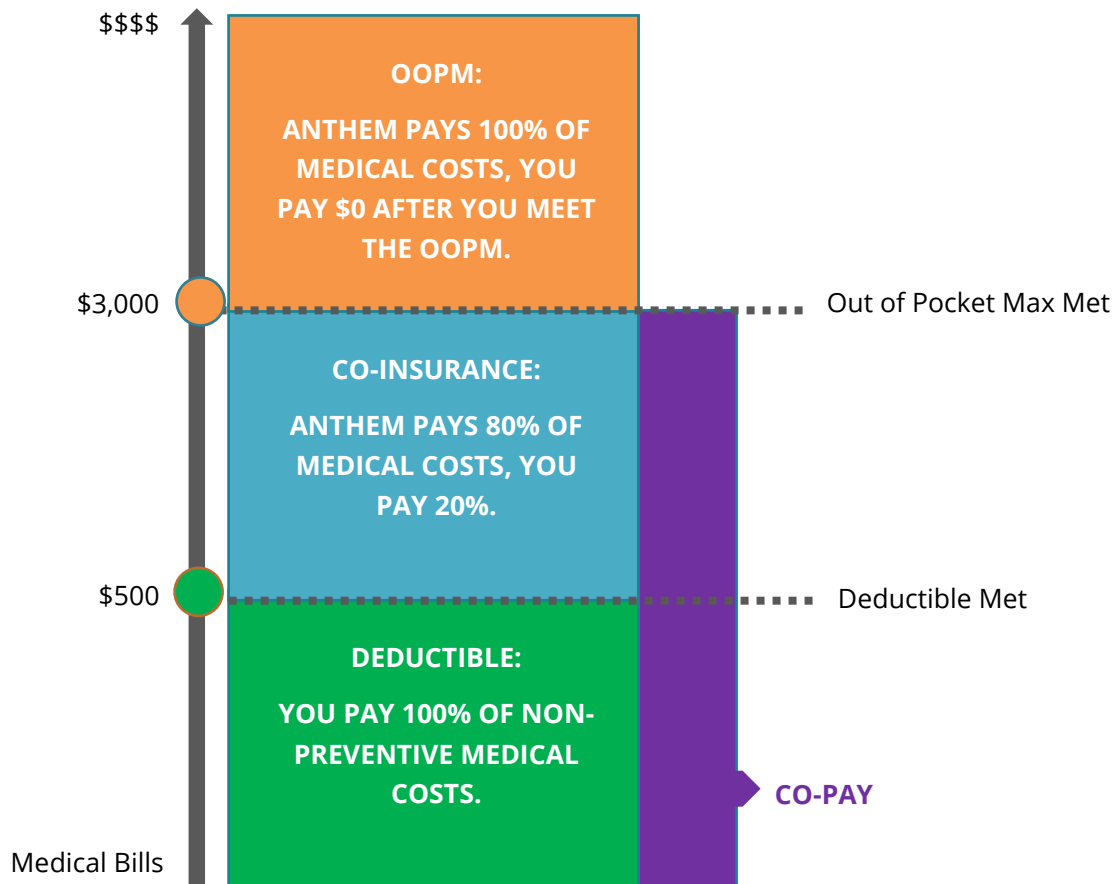 $$$$
OOPM:
ANTHEM PAYS 100% OF
MEDICAL COSTS, YOU
PAY $0 AFTER YOU MEET
THE OOPM.
$3,000
Out of Pocket Max Met
CO-INSURANCE:
ANTHEM PAYS 80% OF
MEDICAL COSTS, YOU
PAY 20%.
$500
Deductible Met
DEDUCTIBLE:
YOU PAY 100% OF NON-
PREVENTIVE MEDICAL
COSTS.
CO-PAY
Medical Bills